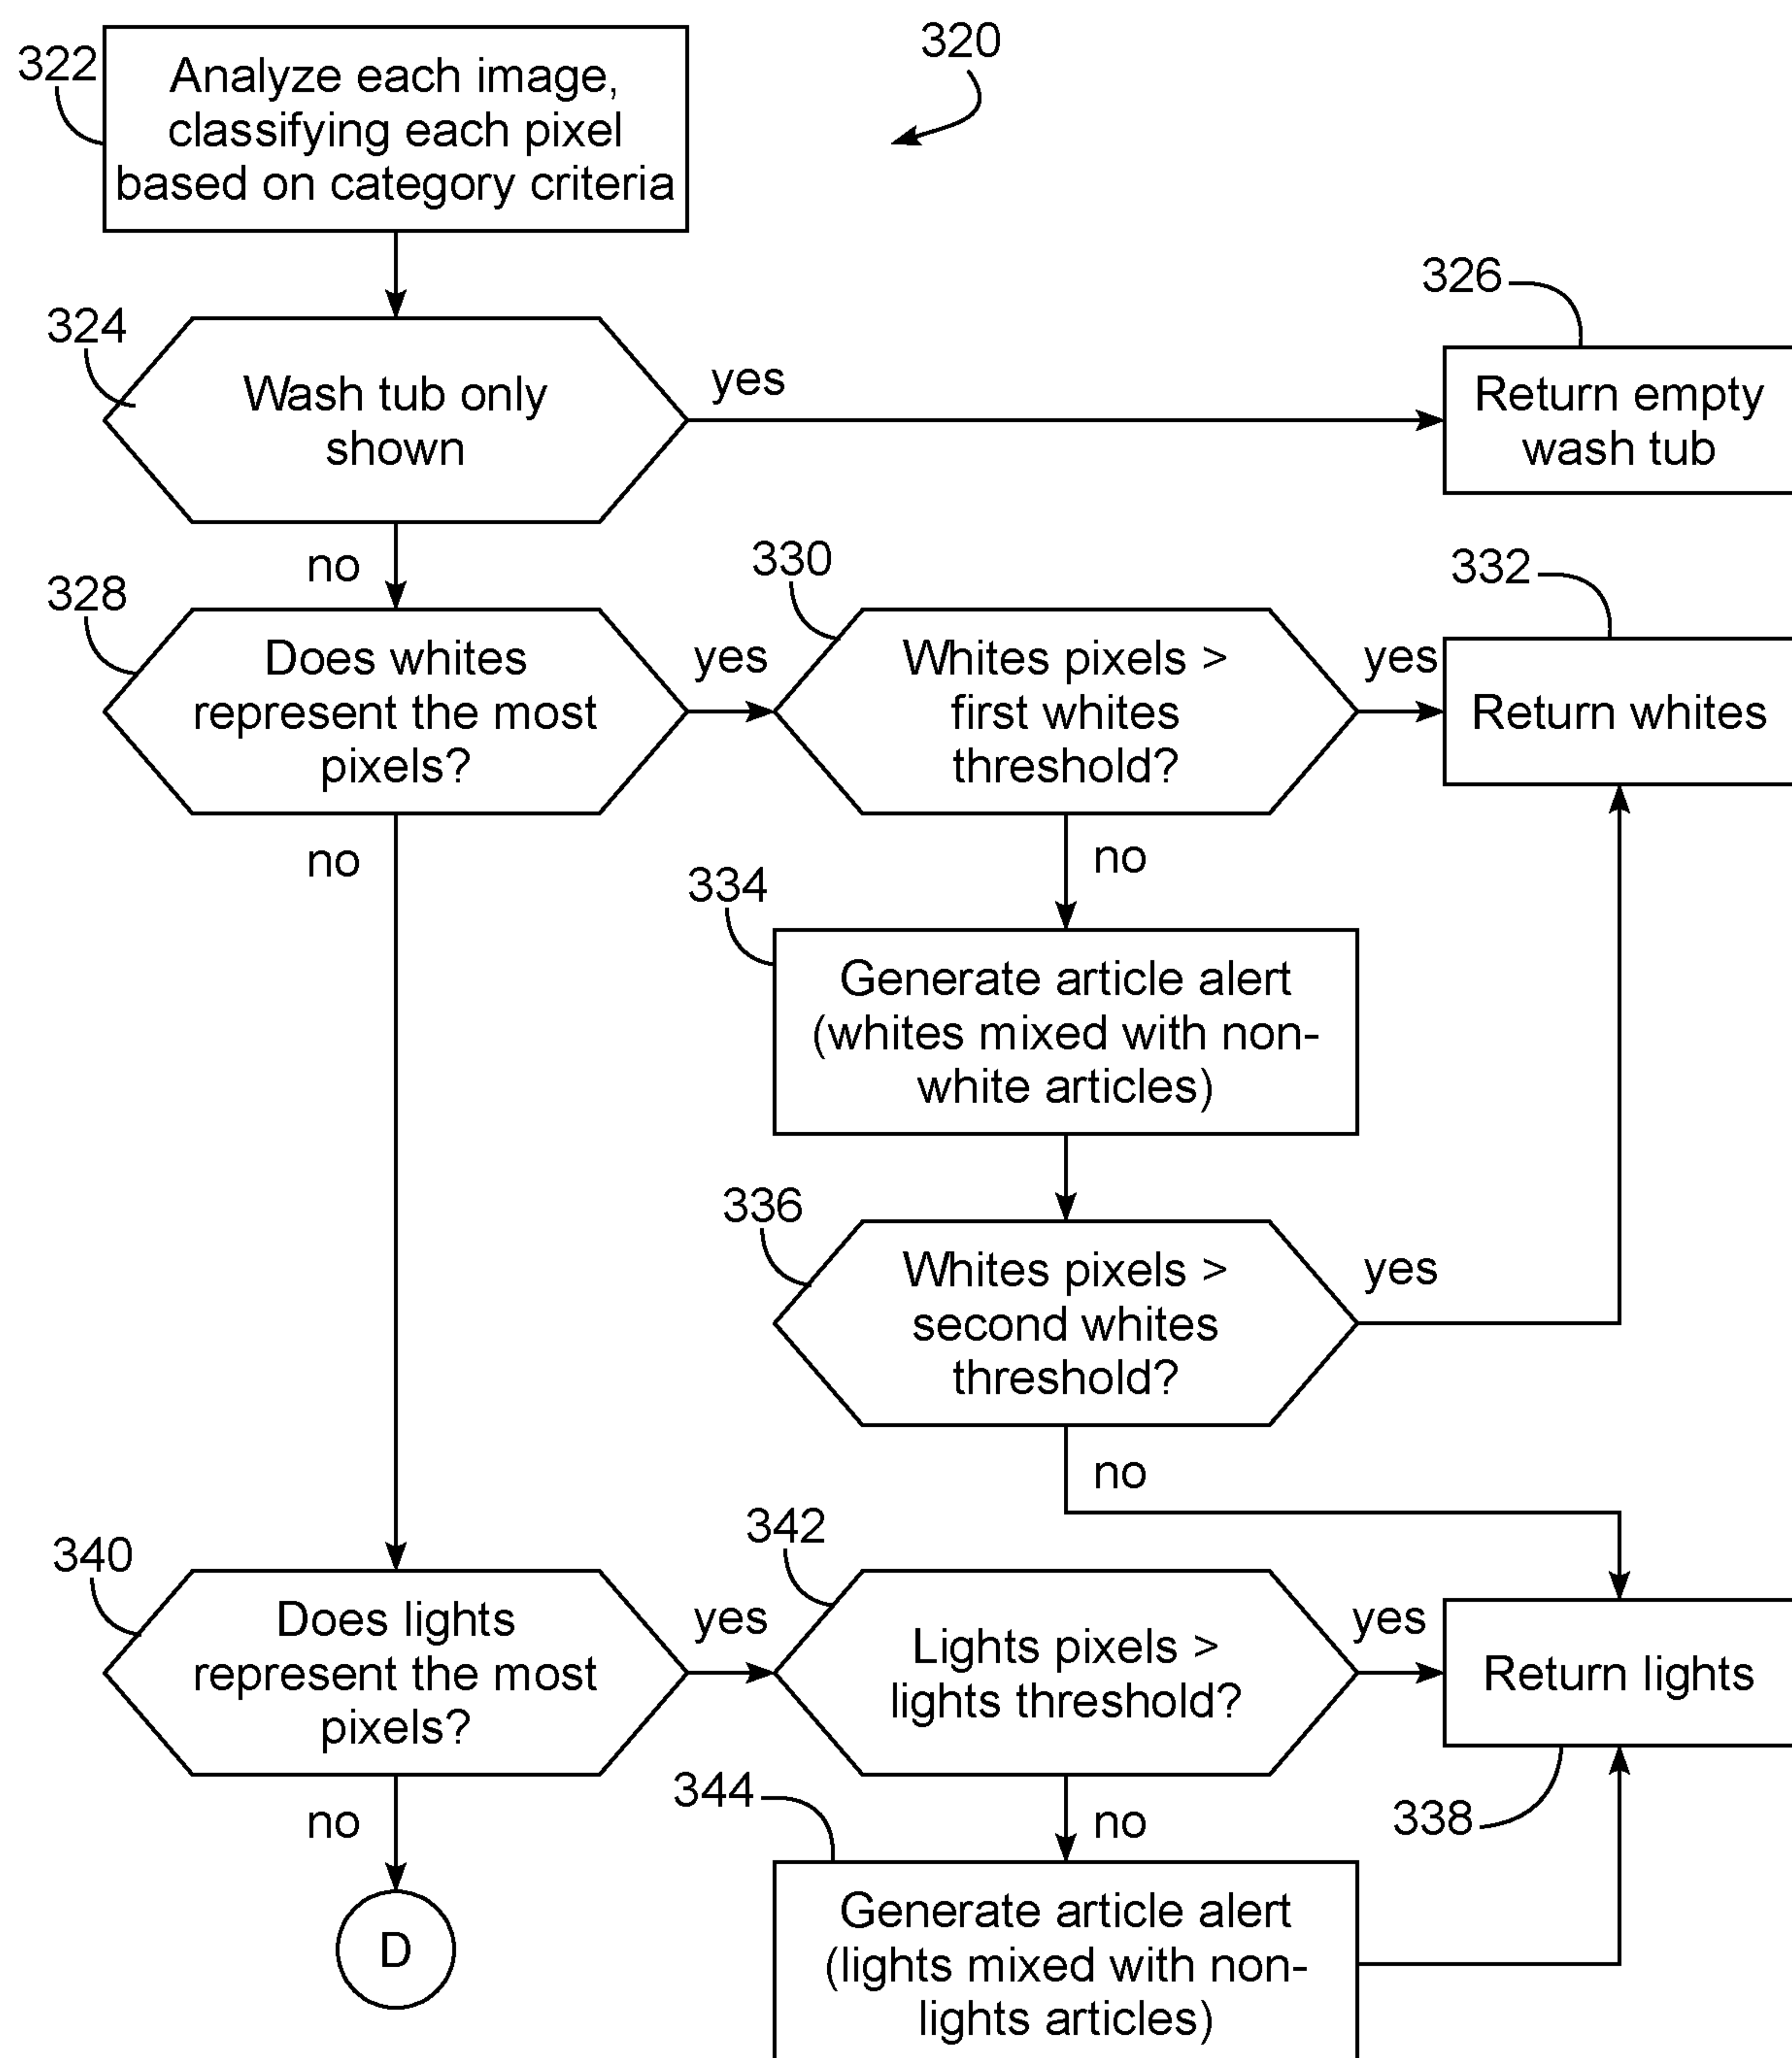 322
Analyze each image,
classifying each pixel
based on category criteria
320
324
Wash tub only
shown
yes
326
Return empty
wash tub
no
328
Does whites
represent the most
pixels?
yes
330
Whites pixels >
first whites
threshold?
yes
332
Return whites
no
no
334
Generate article alert
(whites mixed with non-
white articles)
336
Whites pixels >
second whites
threshold?
yes
no
340
Does lights
represent the most
pixels?
yes
342
Lights pixels >
lights threshold?
yes
Return lights
338
no
no
344
Generate article alert
(lights mixed with non-
lights articles)
D